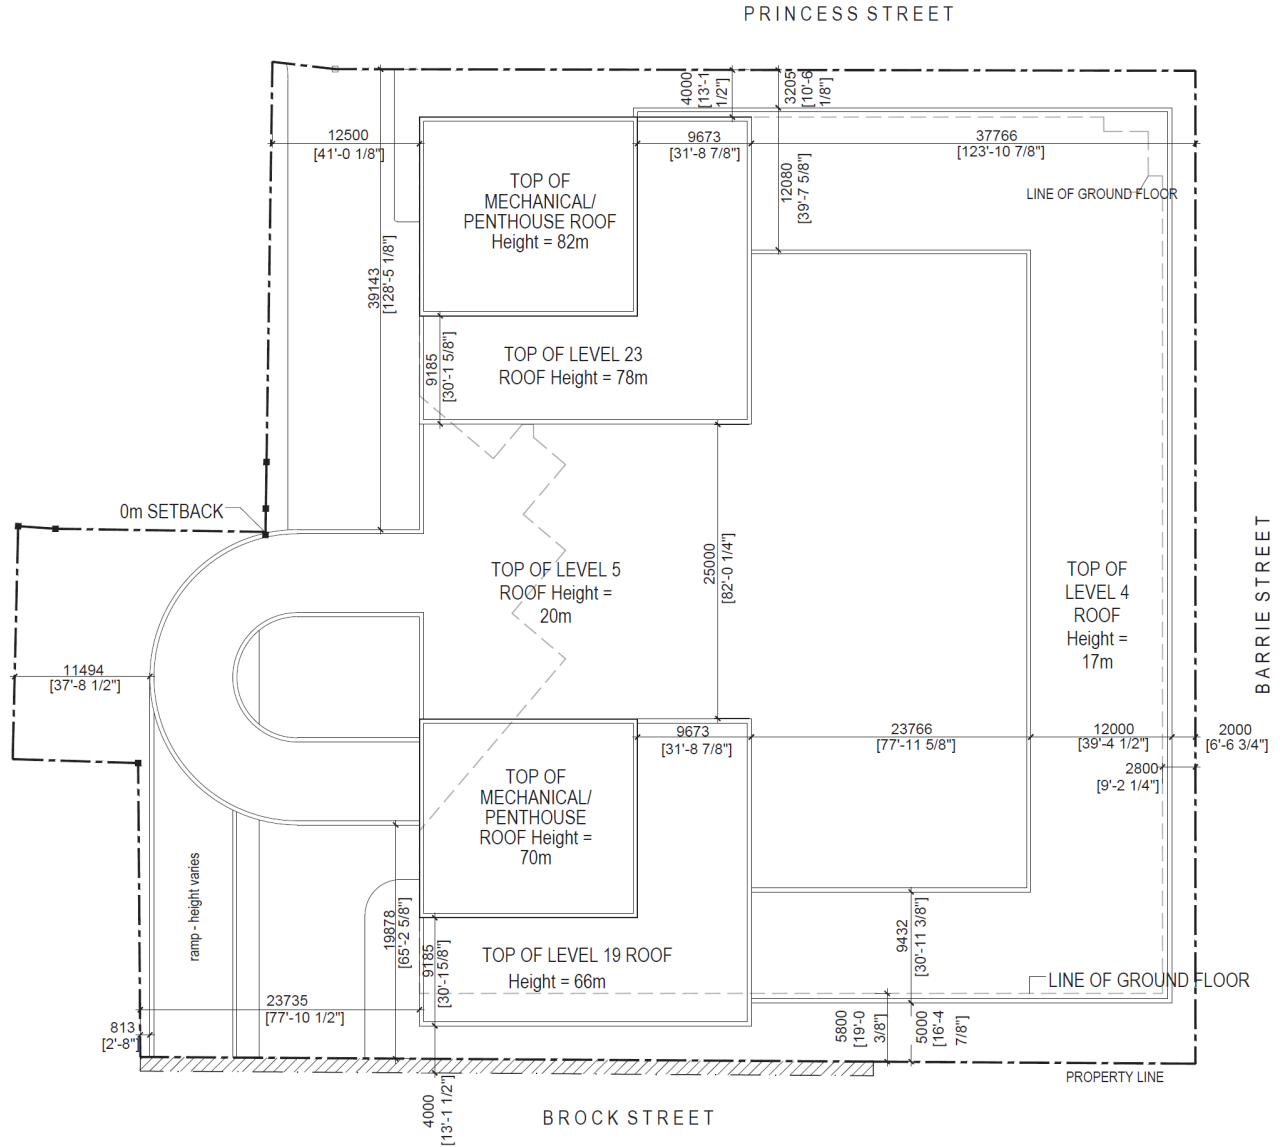 PRINCESS STREET
4000
[13'-1
1/2"]
3205
[10'-6
1/8"]
12500
[41'-0 1/8"]
9673
[31'-8 7/8"]
37766
[123'-10 7/8"]
12080
[39'-7 5/8"]
TOP OF
MECHANICAL/
PENTHOUSE ROOF
Height = 82m
LINE OF GROUND FLOOR
39143
[128'-5 1/8"]
9185
[30'-1 5/8"]
TOP OF LEVEL 23
ROOF Height = 78m
0m SETBACK
25000
[82'-0 1/4"]
TOP OF LEVEL 5
ROOF Height =
20m
TOP OF
LEVEL 4
ROOF
Height =
17m
BARRIE STREET
11494
[37'-8 1/2"]
9673
[31'-8 7/8"]
23766
[77'-11 5/8"]
12000
[39'-4 1/2"]
2000
[6'-6 3/4"]
2800
[9'-2 1/4"]
TOP OF
MECHANICAL/
PENTHOUSE
ROOF Height =
70m
ramp - height varies
19878
[65'-2 5/8"]
9185
[30'-1 5/8"]
TOP OF LEVEL 19 ROOF
Height = 66m
9432
[30'-11 3/8"]
LINE OF GROUND FLOOR
23735
[77'-10 1/2"]
813
[2'-8"]
5800
[19'-0
3/8"]
5000
[16'-4
7/8"]
PROPERTY LINE
4000
[13'-1 1/2"]
BROCK STREET